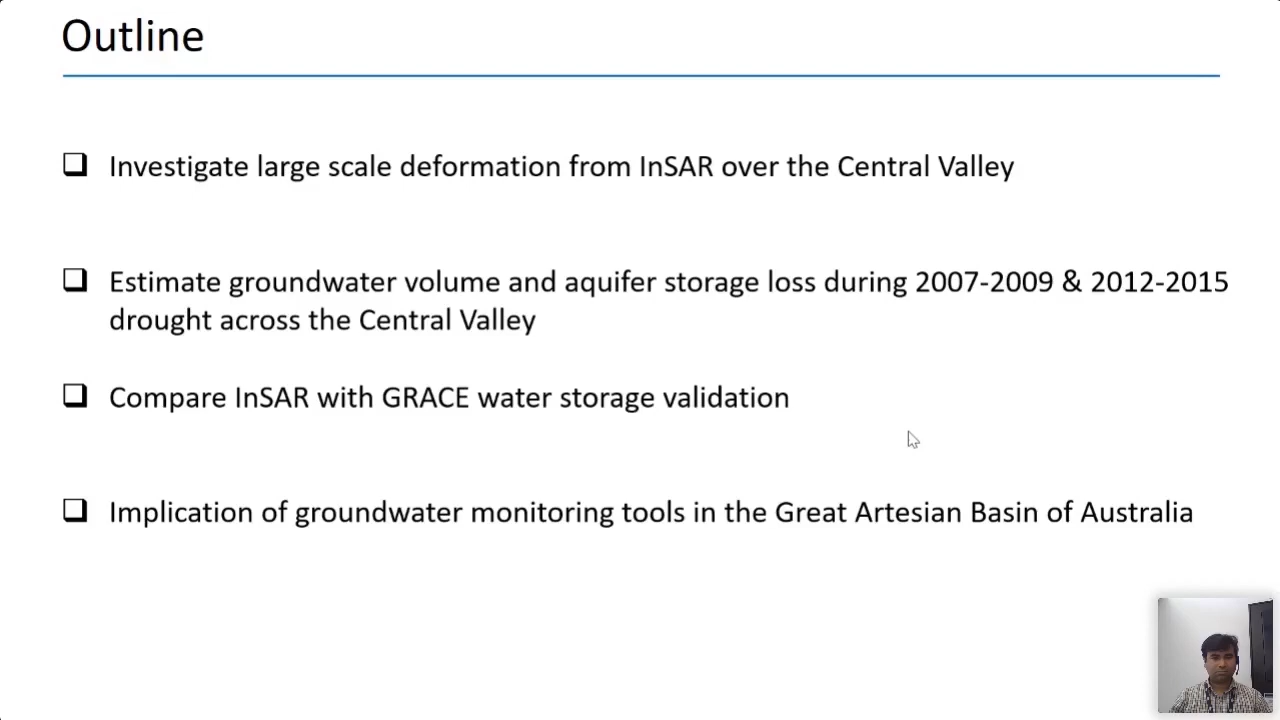 Outline
Investigate large scale deformation from InSAR over the Central Valley
Estimate groundwater volume and aquifer storage loss during 2007-2009 & 2012-2015
drought across the Central Valley
Compare InSAR with GRACE water storage validation
Implication of groundwater monitoring tools in the Great Artesian Basin of Australia